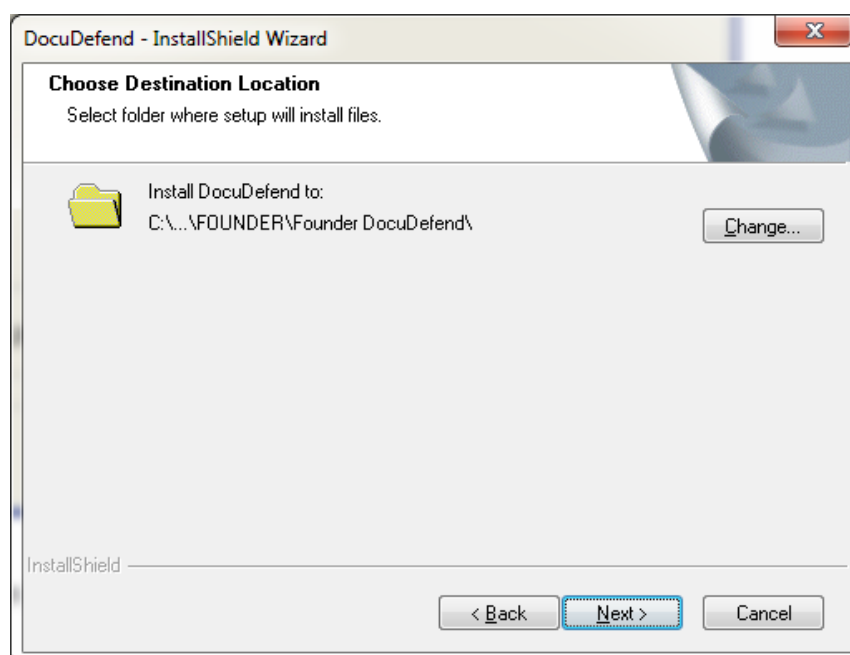 DocuDefend - InstallShield Wizard
Choose Destination Location
Select folder where setup will install files.
Install DocuDefend to:
C:\...\FOUNDER\Founder DocuDefend\
Change...
InstallShield
< Back
Next >
Cancel